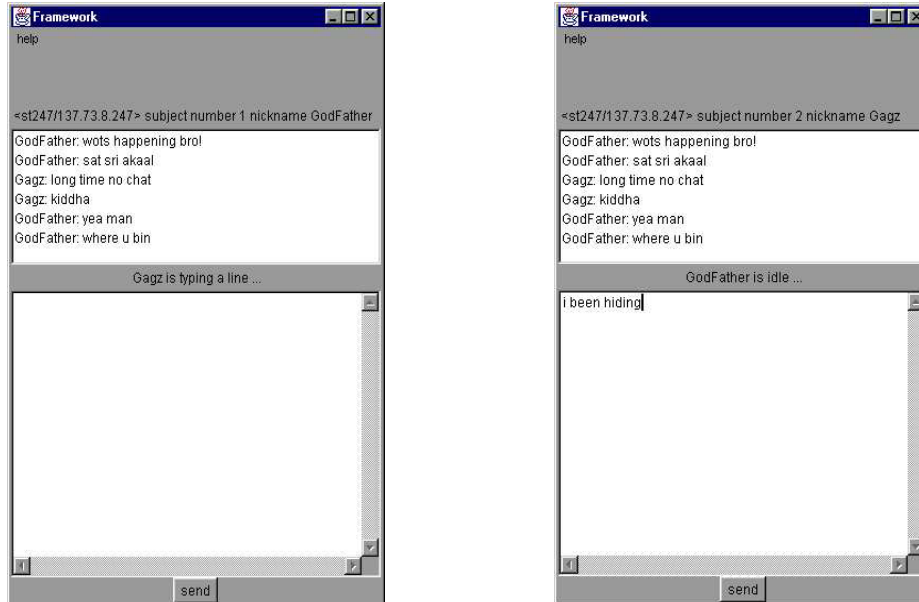 Framework
help
<st247/137.73.8.247> subject number 1 nickname GodFather
GodFather: wots happening bro!
GodFather: sat sri akaal
Gagz: long time no chat
Gagz: kiddha
GodFather: yea man
GodFather: where u bin
Gagz is typing a line ...
send
Framework
help
<st247/137.73.8.247> subject number 2 nickname Gagz
GodFather: wots happening bro!
GodFather: sat sri akaal
Gagz: long time no chat
Gagz: kiddha
GodFather: yea man
GodFather: where u bin
GodFather is idle ...
i been hiding
send